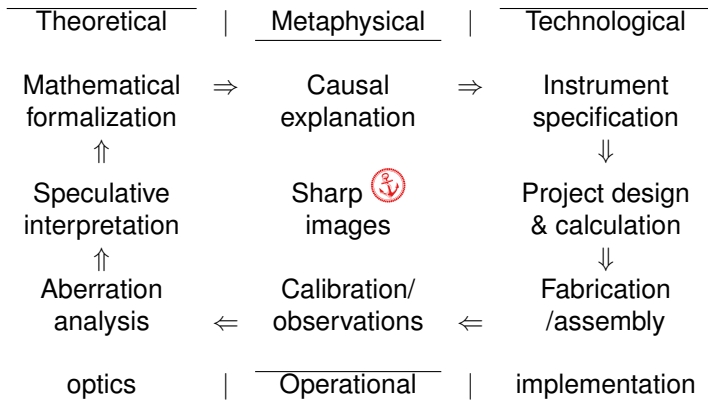 Theoretical | Metaphysical | Technological
Mathematical ⇒ Causal ⇒ Instrument
formalization explanation specification
⇑ ⇓
Speculative Sharp Project design
interpretation images & calculation
⇑ ⇓
Aberration Calibration/ Fabrication
analysis ⇐ observations ⇐ /assembly
optics | Operational | implementation